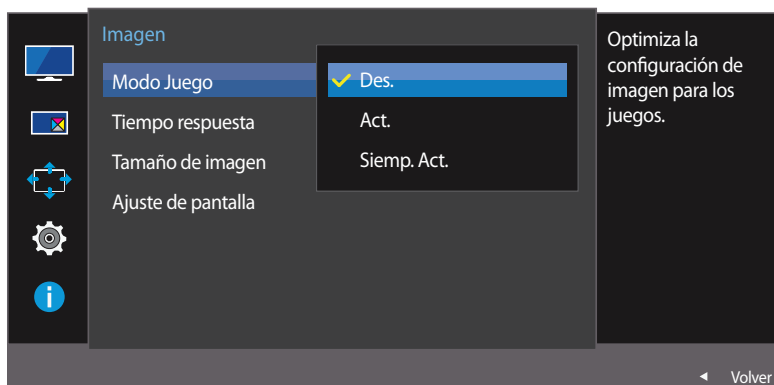 Imagen
Modo Juego
Des.
Tiempo respuesta
Act.
Tamaño de imagen
Siemp. Act.
Ajuste de pantalla
Optimiza la
configuración de
imagen para los
juegos.
Volver